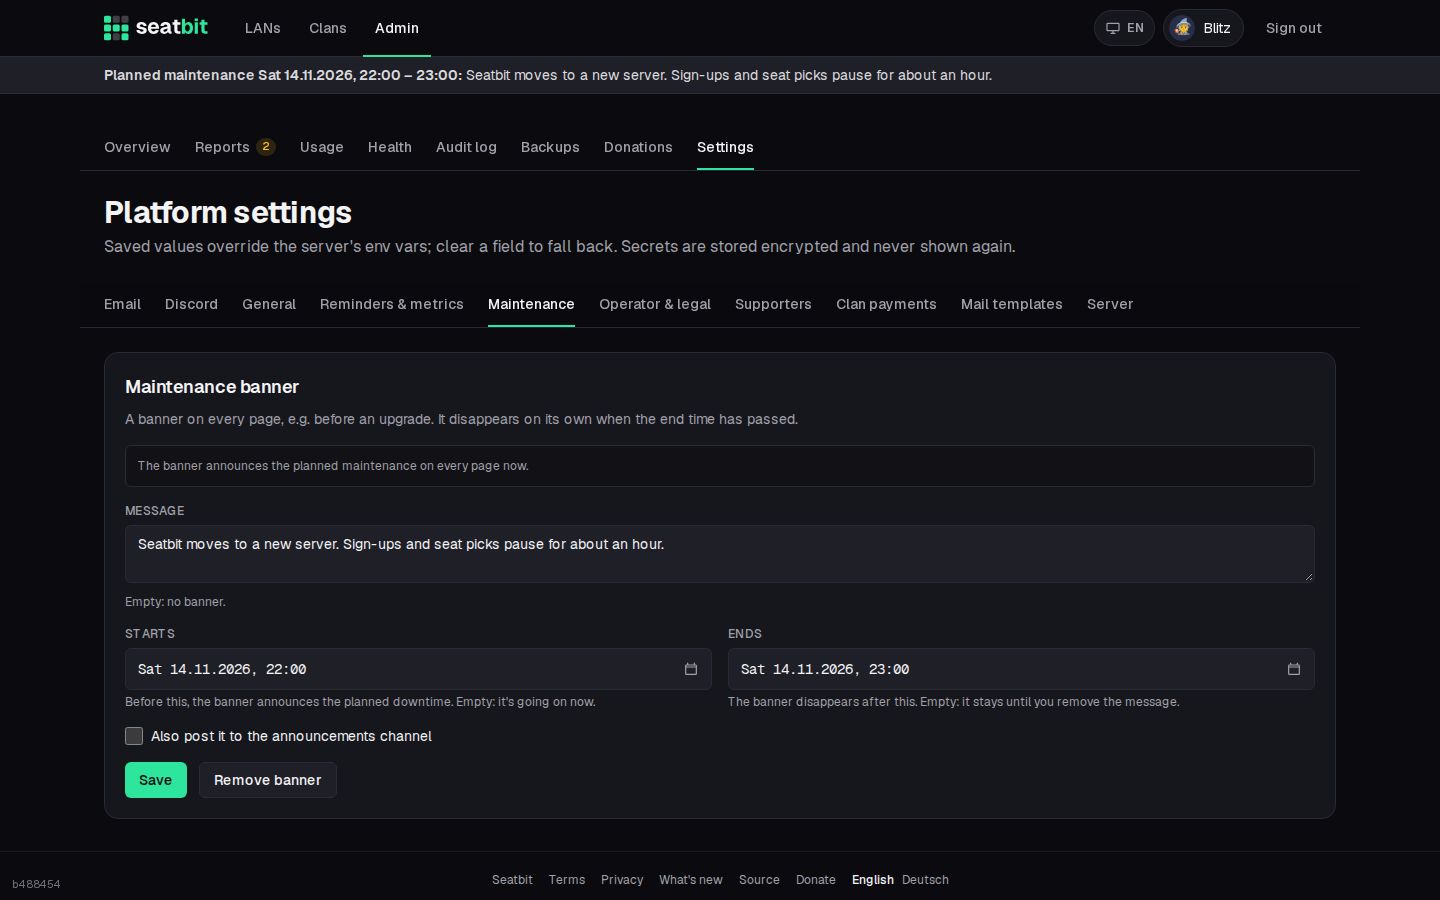 seatbit LANs Clans Admin EN Blitz Sign out
Planned maintenance Sat 14.11.2026, 22:00 – 23:00: Seatbit moves to a new server. Sign-ups and seat picks pause for about an hour.
Overview Reports 2 Usage Health Audit log Backups Donations Settings
Platform settings
Saved values override the server's env vars; clear a field to fall back. Secrets are stored encrypted and never shown again.
Email Discord General Reminders & metrics Maintenance Operator & legal Supporters Clan payments Mail templates Server
Maintenance banner
A banner on every page, e.g. before an upgrade. It disappears on its own when the end time has passed.
The banner announces the planned maintenance on every page now.
MESSAGE
Seatbit moves to a new server. Sign-ups and seat picks pause for about an hour.
Empty: no banner.
STARTS ENDS
Sat 14.11.2026, 22:00 Sat 14.11.2026, 23:00
Before this, the banner announces the planned downtime. Empty: it's going on now. The banner disappears after this. Empty: it stays until you remove the message.
Also post it to the announcements channel
Save Remove banner
Seatbit Terms Privacy What's new Source Donate English Deutsch
b488454